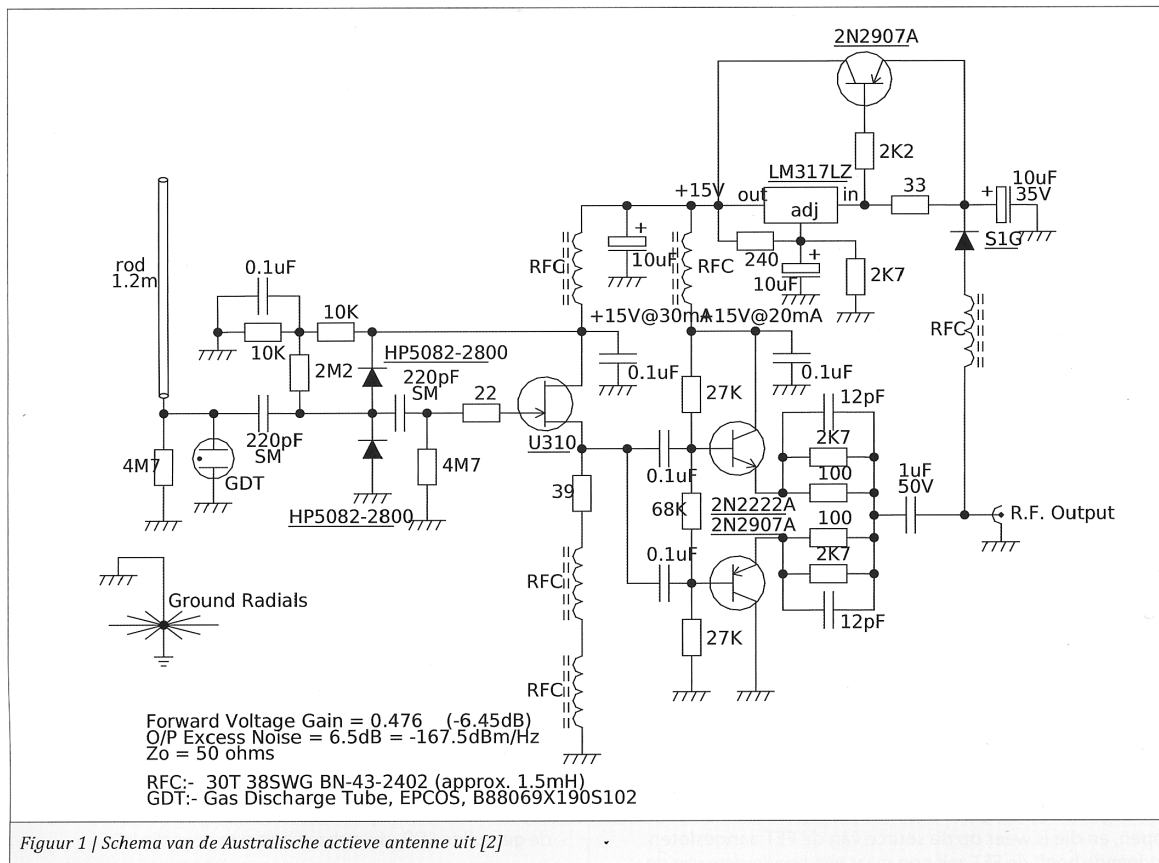 2N2907A
2K2
LM317LZ
+15V
out
in
adj
33
10uF
35V
+
S1G
240
10uF
+
2K7
10uF
+
RFC
RFC
RFC
rod
1.2m
0.1uF
10K
10K
2M2
HP5082-2800
220pF
SM
220pF
SM
22
U310
4M7
GDT
4M7
HP5082-2800
+15V@30mA
+15V@20mA
0.1uF
0.1uF
27K
12pF
2K7
100
0.1uF
39
68K
2N2222A
2N2907A
1uF
50V
R.F. Output
100
2K7
12pF
0.1uF
RFC
27K
RFC
Ground Radials
Forward Voltage Gain = 0.476 (-6.45dB)
O/P Excess Noise = 6.5dB = -167.5dBm/Hz
Zo = 50 ohms
RFC:- 30T 38SWG BN-43-2402 (approx. 1.5mH)
GDT:- Gas Discharge Tube, EPCOS, B88069X190S102
Figuur 1 | Schema van de Australische actieve antenne uit [2]